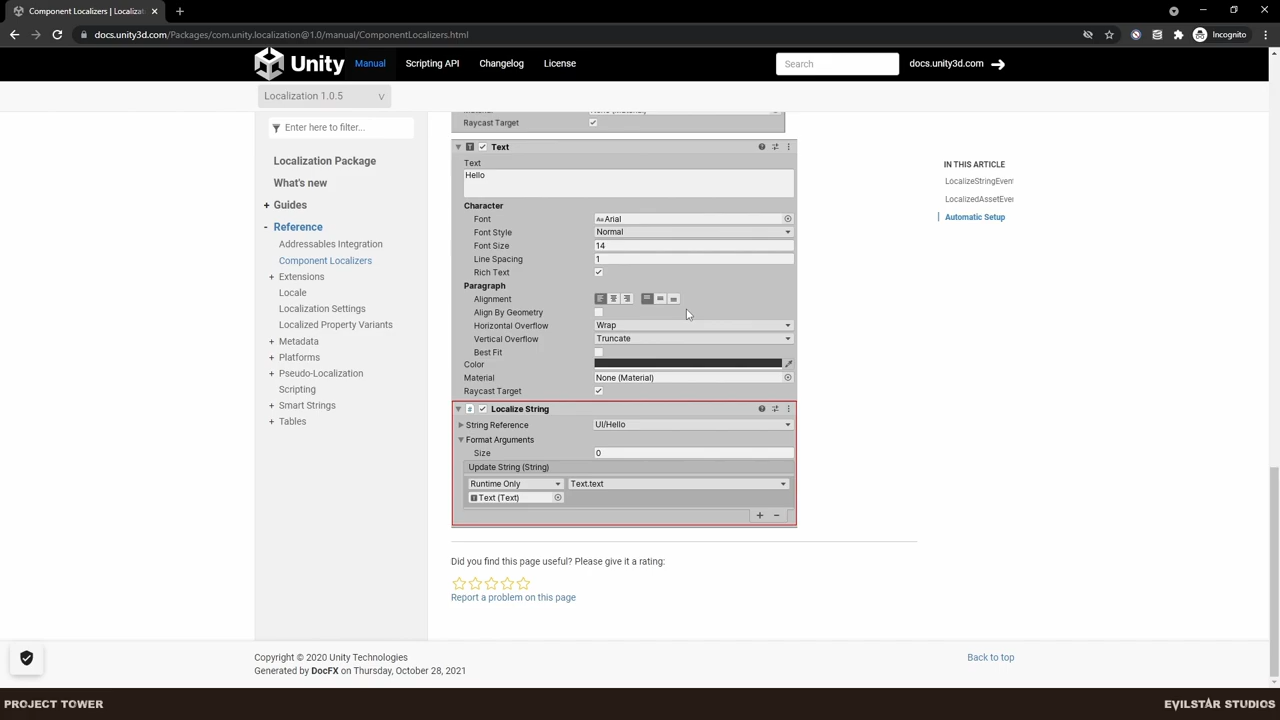 Component Localizers | Localizat
docs.unity3d.com/Packages/com.unity.localization@1.0/manual/ComponentLocalizers.html
Incognito
Unity
Manual
Scripting API
Changelog
License
Search
docs.unity3d.com
Localization 1.0.5
Enter here to filter...
Localization Package
What's new
+ Guides
- Reference
Addressables Integration
Component Localizers
+ Extensions
Locale
Localization Settings
Localized Property Variants
+ Metadata
+ Platforms
+ Pseudo-Localization
Scripting
+ Smart Strings
+ Tables
Raycast Target
Text
Text
Hello
Character
Font Arial
Font Style Normal
Font Size 14
Line Spacing 1
Rich Text
Paragraph
Alignment
Align By Geometry
Horizontal Overflow Wrap
Vertical Overflow Truncate
Best Fit
Color
Material None (Material)
Raycast Target
Localize String
String Reference UI/Hello
Format Arguments
Size 0
Update String (String)
Runtime Only Text.text
Text (Text)
+ -
Did you find this page useful? Please give it a rating:
Report a problem on this page
IN THIS ARTICLE
LocalizeStringEven
LocalizedAssetEve
Automatic Setup
Copyright © 2020 Unity Technologies
Generated by DocFX on Thursday, October 28, 2021
Back to top
PROJECT TOWER
EVILSTAR STUDIOS